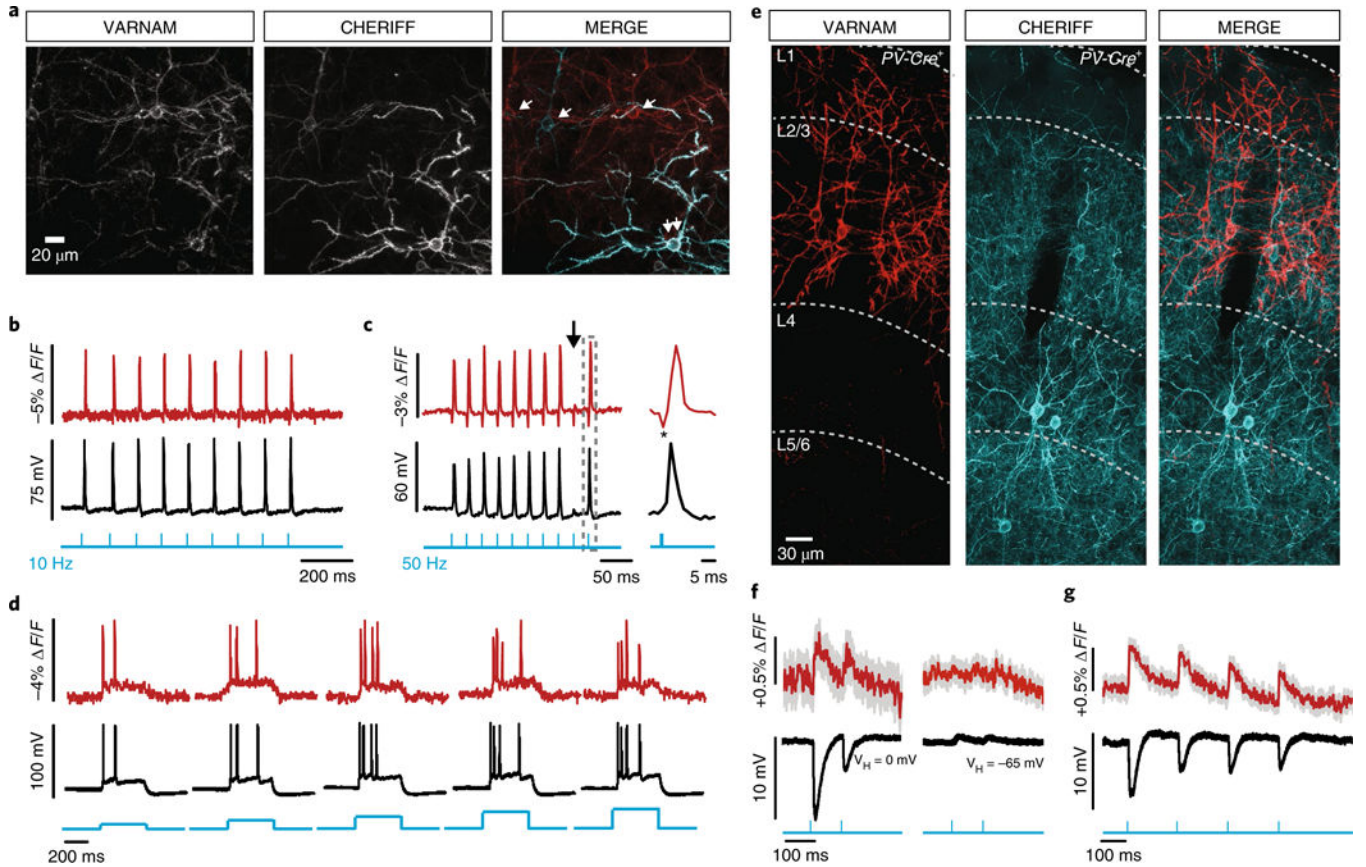 a
VARNAM
CHERIFF
MERGE
20 μm
b
−5% ΔF/F
75 mV
10 Hz
200 ms
c
−3% ΔF/F
*
60 mV
50 Hz
50 ms
5 ms
d
−4% ΔF/F
100 mV
200 ms
e
VARNAM
CHERIFF
MERGE
L1
PV-Cre+
PV-Cre+
L2/3
L4
L5/6
30 μm
f
+0.5% ΔF/F
10 mV
VH = 0 mV
VH = −65 mV
100 ms
g
+0.5% ΔF/F
10 mV
100 ms